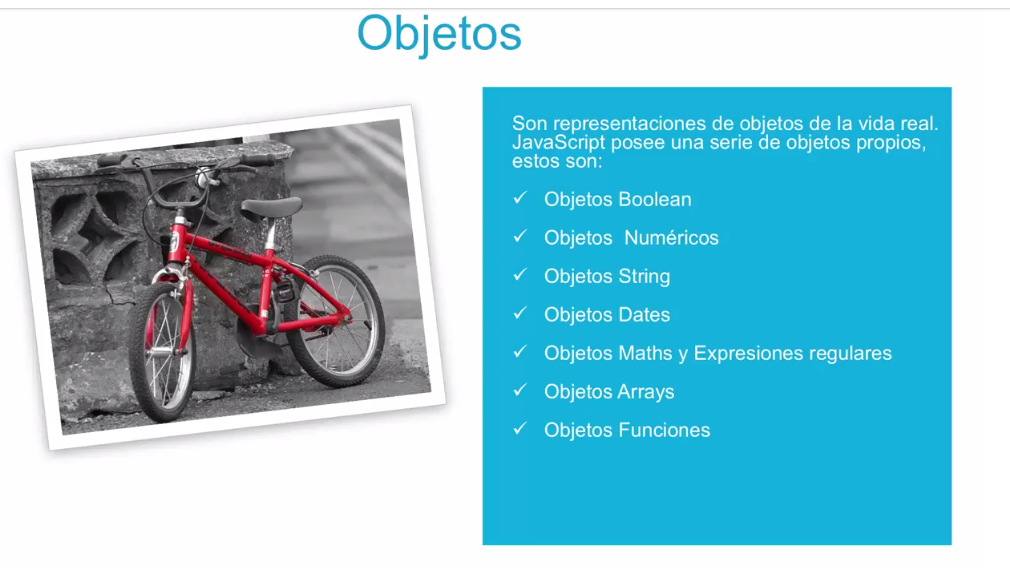 Objetos
Son representaciones de objetos de la vida real.
JavaScript posee una serie de objetos propios,
estos son:
✓ Objetos Boolean
✓ Objetos Numéricos
✓ Objetos String
✓ Objetos Dates
✓ Objetos Maths y Expresiones regulares
✓ Objetos Arrays
✓ Objetos Funciones